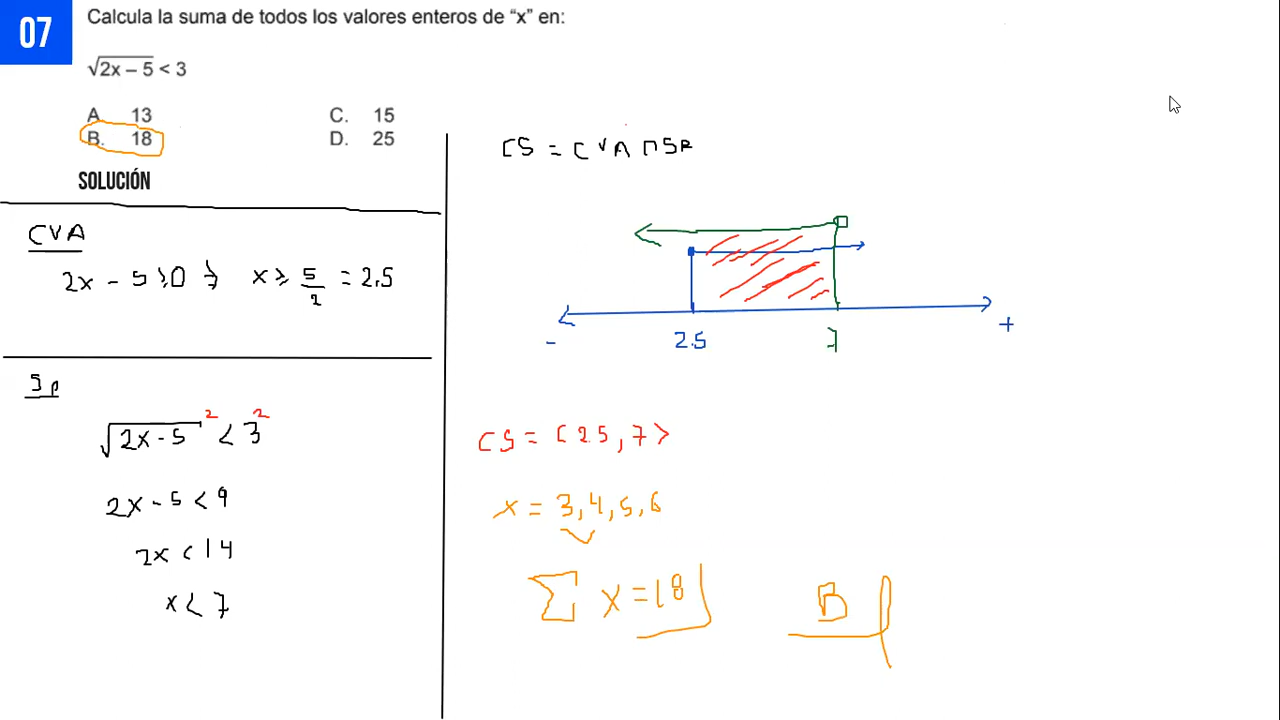 07
Calcula la suma de todos los valores enteros de “x” en:
√2x – 5 < 3
A. 13
B. 18
C. 15
D. 25
SOLUCIÓN
CVA
2x - 5 ≥ 0 → x ≥ 5/2 = 2.5
Sp
√2x-5² < 3²
2x - 5 < 9
2x < 14
x < 7
CS = CVA ∩ SP
- 2.5 7 +
CS = [2.5, 7>
x = 3, 4, 5, 6
∑ x = 18
B